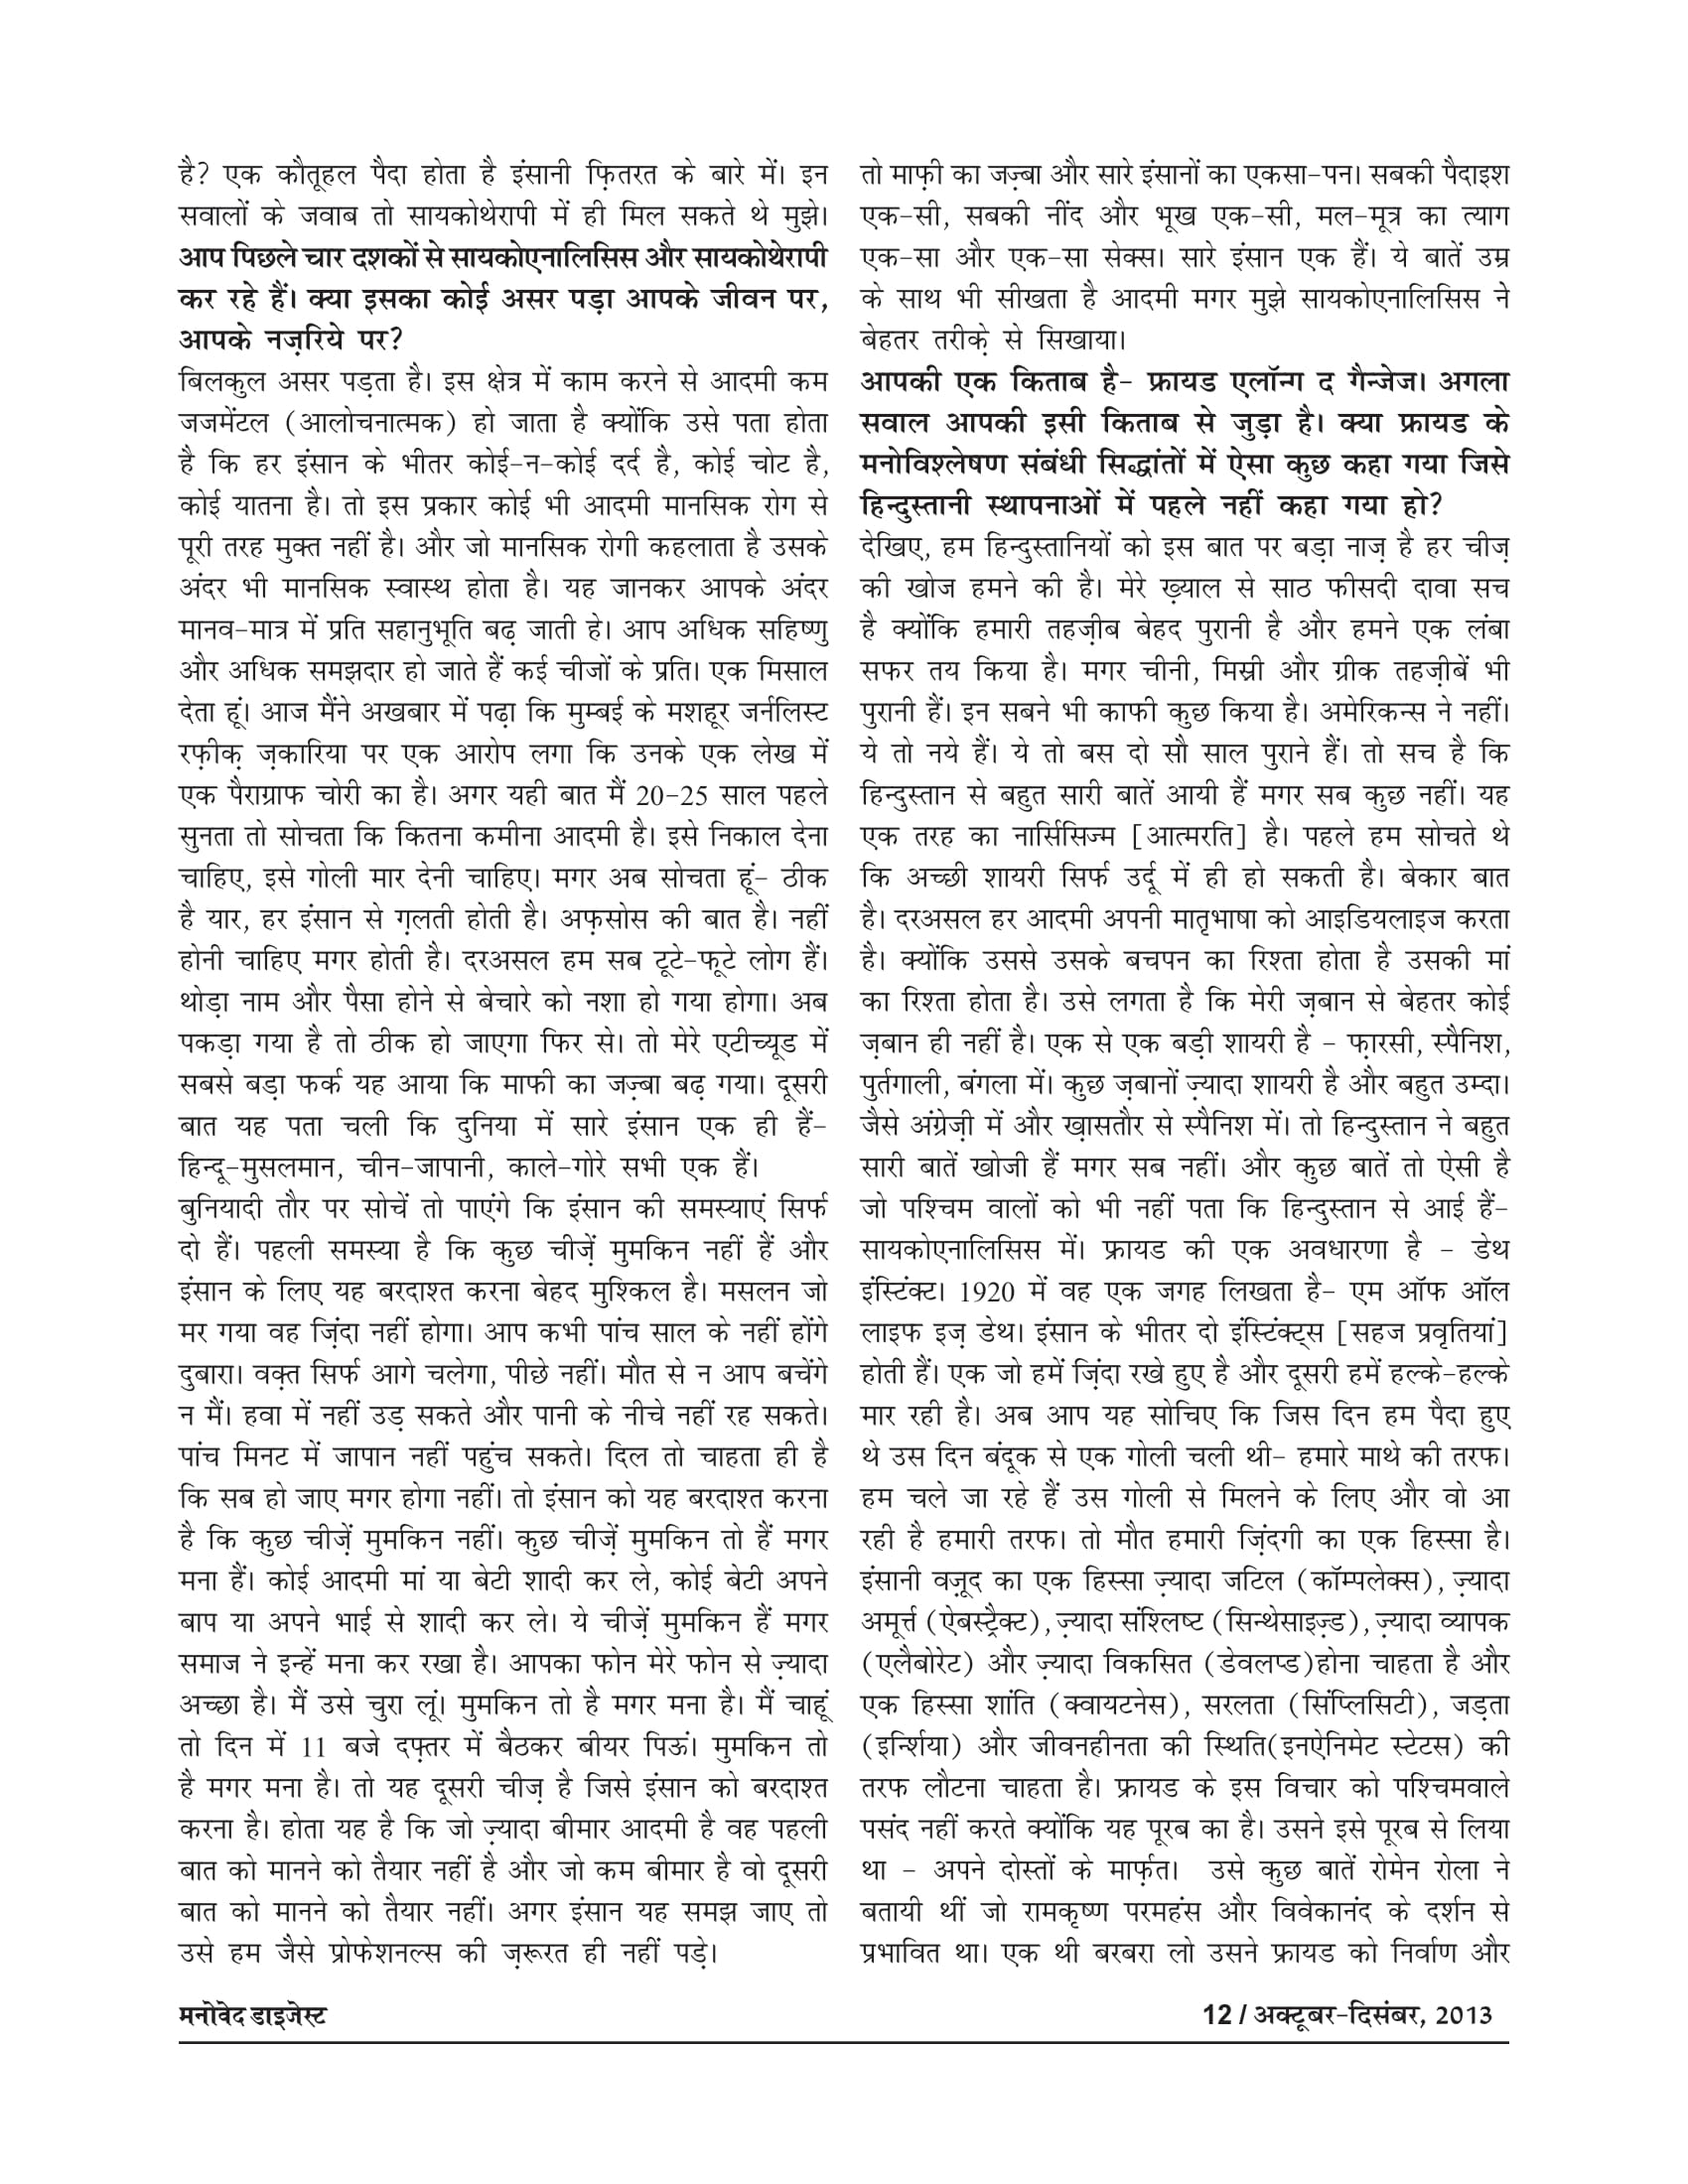 है? एक कौतूहल पैदा होता है इंसानी फ़ितरत के बारे में। इन
सवालों के जवाब तो सायकोथेरापी में ही मिल सकते थे मुझे।
आप पिछले चार दशकों से सायकोएनालिसिस और सायकोथेरापी
कर रहे हैं। क्या इसका कोई असर पड़ा आपके जीवन पर,
आपके नज़रिये पर?
बिलकुल असर पड़ता है। इस क्षेत्र में काम करने से आदमी कम
जजमेंटल (आलोचनात्मक) हो जाता है क्योंकि उसे पता होता
है कि हर इंसान के भीतर कोई-न-कोई दर्द है, कोई चोट है,
कोई यातना है। तो इस प्रकार कोई भी आदमी मानसिक रोग से
पूरी तरह मुक्त नहीं है। और जो मानसिक रोगी कहलाता है उसके
अंदर भी मानसिक स्वास्थ होता है। यह जानकर आपके अंदर
मानव-मात्र में प्रति सहानुभूति बढ़ जाती हे। आप अधिक सहिष्णु
और अधिक समझदार हो जाते हैं कई चीजों के प्रति। एक मिसाल
देता हूं। आज मैंने अखबार में पढ़ा कि मुम्बई के मशहूर जर्नलिस्ट
रफ़ीक़ ज़कारिया पर एक आरोप लगा कि उनके एक लेख में
एक पैराग्राफ चोरी का है। अगर यही बात मैं 20-25 साल पहले
सुनता तो सोचता कि कितना कमीना आदमी है। इसे निकाल देना
चाहिए, इसे गोली मार देनी चाहिए। मगर अब सोचता हूं- ठीक
है यार, हर इंसान से ग़लती होती है। अफ़सोस की बात है। नहीं
होनी चाहिए मगर होती है। दरअसल हम सब टूटे-फूटे लोग हैं।
थोड़ा नाम और पैसा होने से बेचारे को नशा हो गया होगा। अब
पकड़ा गया है तो ठीक हो जाएगा फिर से। तो मेरे एटीच्यूड में
सबसे बड़ा फर्क यह आया कि माफी का जज़्बा बढ़ गया। दूसरी
बात यह पता चली कि दुनिया में सारे इंसान एक ही हैं-
हिन्दू-मुसलमान, चीन-जापानी, काले-गोरे सभी एक हैं।
बुनियादी तौर पर सोचें तो पाएंगे कि इंसान की समस्याएं सिर्फ
दो हैं। पहली समस्या है कि कुछ चीज़ें मुमकिन नहीं हैं और
इंसान के लिए यह बरदाश्त करना बेहद मुश्किल है। मसलन जो
मर गया वह ज़िंदा नहीं होगा। आप कभी पांच साल के नहीं होंगे
दुबारा। वक़्त सिर्फ आगे चलेगा, पीछे नहीं। मौत से न आप बचेंगे
न मैं। हवा में नहीं उड़ सकते और पानी के नीचे नहीं रह सकते।
पांच मिनट में जापान नहीं पहुंच सकते। दिल तो चाहता ही है
कि सब हो जाए मगर होगा नहीं। तो इंसान को यह बरदाश्त करना
है कि कुछ चीज़ें मुमकिन नहीं। कुछ चीज़ें मुमकिन तो हैं मगर
मना हैं। कोई आदमी मां या बेटी शादी कर ले, कोई बेटी अपने
बाप या अपने भाई से शादी कर ले। ये चीज़ें मुमकिन हैं मगर
समाज ने इन्हें मना कर रखा है। आपका फोन मेरे फोन से ज़्यादा
अच्छा है। मैं उसे चुरा लूं। मुमकिन तो है मगर मना है। मैं चाहूं
तो दिन में 11 बजे दफ़्तर में बैठकर बीयर पिऊं। मुमकिन तो
है मगर मना है। तो यह दूसरी चीज़ है जिसे इंसान को बरदाश्त
करना है। होता यह है कि जो ज़्यादा बीमार आदमी है वह पहली
बात को मानने को तैयार नहीं है और जो कम बीमार है वो दूसरी
बात को मानने को तैयार नहीं। अगर इंसान यह समझ जाए तो
उसे हम जैसे प्रोफेशनल्स की ज़रूरत ही नहीं पड़े।
तो माफ़ी का जज़्बा और सारे इंसानों का एकसा-पन। सबकी पैदाइश
एक-सी, सबकी नींद और भूख एक-सी, मल-मूत्र का त्याग
एक-सा और एक-सा सेक्स। सारे इंसान एक हैं। ये बातें उम्र
के साथ भी सीखता है आदमी मगर मुझे सायकोएनालिसिस ने
बेहतर तरीक़े से सिखाया।
आपकी एक किताब है- फ्रायड एलॉन्ग द गैन्जेज। अगला
सवाल आपकी इसी किताब से जुड़ा है। क्या फ्रायड के
मनोविश्लेषण संबंधी सिद्धांतों में ऐसा कुछ कहा गया जिसे
हिन्दुस्तानी स्थापनाओं में पहले नहीं कहा गया हो?
देखिए, हम हिन्दुस्तानियों को इस बात पर बड़ा नाज़ है हर चीज़
की खोज हमने की है। मेरे ख़्याल से साठ फीसदी दावा सच
है क्योंकि हमारी तहज़ीब बेहद पुरानी है और हमने एक लंबा
सफर तय किया है। मगर चीनी, मिस्री और ग्रीक तहज़ीबें भी
पुरानी हैं। इन सबने भी काफी कुछ किया है। अमेरिकन्स ने नहीं।
ये तो नये हैं। ये तो बस दो सौ साल पुराने हैं। तो सच है कि
हिन्दुस्तान से बहुत सारी बातें आयी हैं मगर सब कुछ नहीं। यह
एक तरह का नार्सिसिज्म [आत्मरति] है। पहले हम सोचते थे
कि अच्छी शायरी सिर्फ उर्दू में ही हो सकती है। बेकार बात
है। दरअसल हर आदमी अपनी मातृभाषा को आइडियलाइज करता
है। क्योंकि उससे उसके बचपन का रिश्ता होता है उसकी मां
का रिश्ता होता है। उसे लगता है कि मेरी ज़बान से बेहतर कोई
ज़बान ही नहीं है। एक से एक बड़ी शायरी है - फ़ारसी, स्पैनिश,
पुर्तगाली, बंगला में। कुछ ज़बानों ज़्यादा शायरी है और बहुत उम्दा।
जैसे अंग्रेज़ी में और ख़ासतौर से स्पैनिश में। तो हिन्दुस्तान ने बहुत
सारी बातें खोजी हैं मगर सब नहीं। और कुछ बातें तो ऐसी है
जो पश्चिम वालों को भी नहीं पता कि हिन्दुस्तान से आई हैं-
सायकोएनालिसिस में। फ्रायड की एक अवधारणा है - डेथ
इंस्टिंक्ट। 1920 में वह एक जगह लिखता है- एम ऑफ ऑल
लाइफ इज़ डेथ। इंसान के भीतर दो इंस्टिंक्ट्स [सहज प्रवृतियां]
होती हैं। एक जो हमें ज़िंदा रखे हुए है और दूसरी हमें हल्के-हल्के
मार रही है। अब आप यह सोचिए कि जिस दिन हम पैदा हुए
थे उस दिन बंदूक से एक गोली चली थी- हमारे माथे की तरफ।
हम चले जा रहे हैं उस गोली से मिलने के लिए और वो आ
रही है हमारी तरफ। तो मौत हमारी ज़िंदगी का एक हिस्सा है।
इंसानी वज़ूद का एक हिस्सा ज़्यादा जटिल (कॉम्पलेक्स), ज़्यादा
अमूर्त्त (ऐबस्ट्रैक्ट), ज़्यादा संश्लिष्ट (सिन्थेसाइज़्ड), ज़्यादा व्यापक
(एलैबोरेट) और ज़्यादा विकसित (डेवलप्ड)होना चाहता है और
एक हिस्सा शांति (क्वायटनेस), सरलता (सिंप्लिसिटी), जड़ता
(इन्र्शिया) और जीवनहीनता की स्थिति(इनऐनिमेट स्टेटस) की
तरफ लौटना चाहता है। फ्रायड के इस विचार को पश्चिमवाले
पसंद नहीं करते क्योंकि यह पूरब का है। उसने इसे पूरब से लिया
था - अपने दोस्तों के मार्फ़त। उसे कुछ बातें रोमेन रोला ने
बतायी थीं जो रामकृष्ण परमहंस और विवेकानंद के दर्शन से
प्रभावित था। एक थी बरबरा लो उसने फ्रायड को निर्वाण और
मनोवेद डाइजेस्ट
12 / अक्टूबर-दिसंबर, 2013